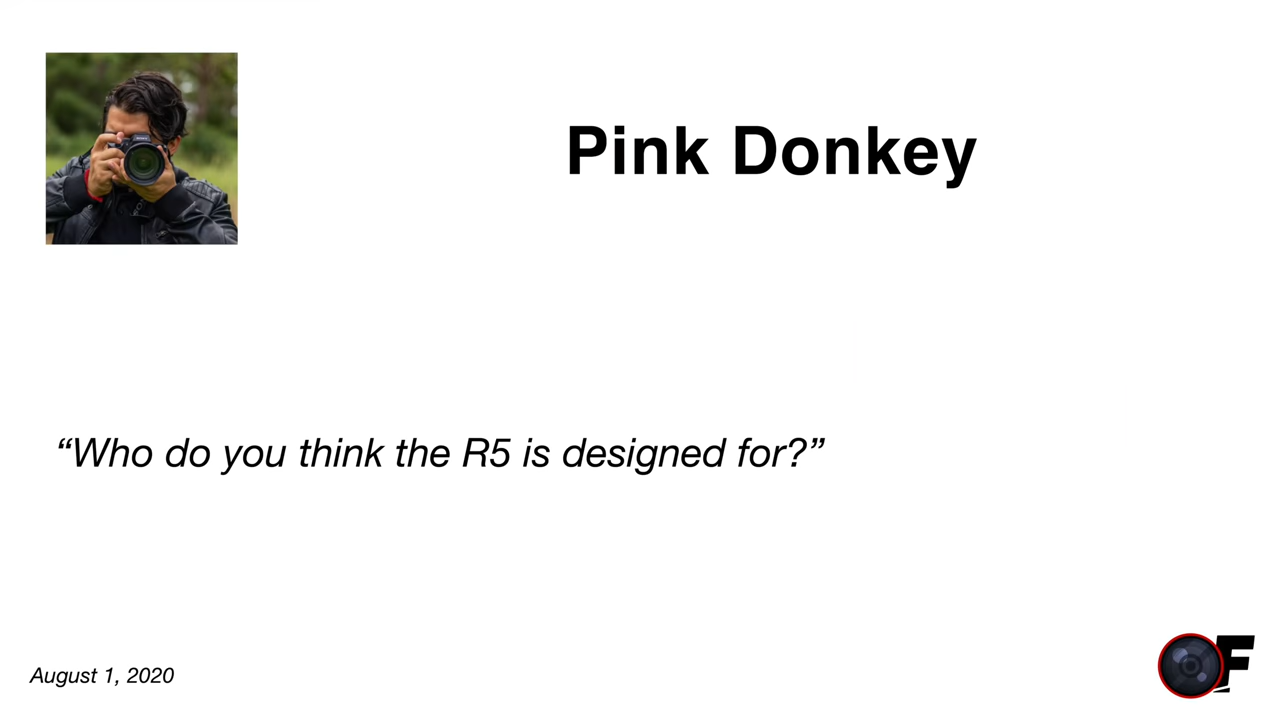 Pink Donkey
“Who do you think the R5 is designed for?”
August 1, 2020
F